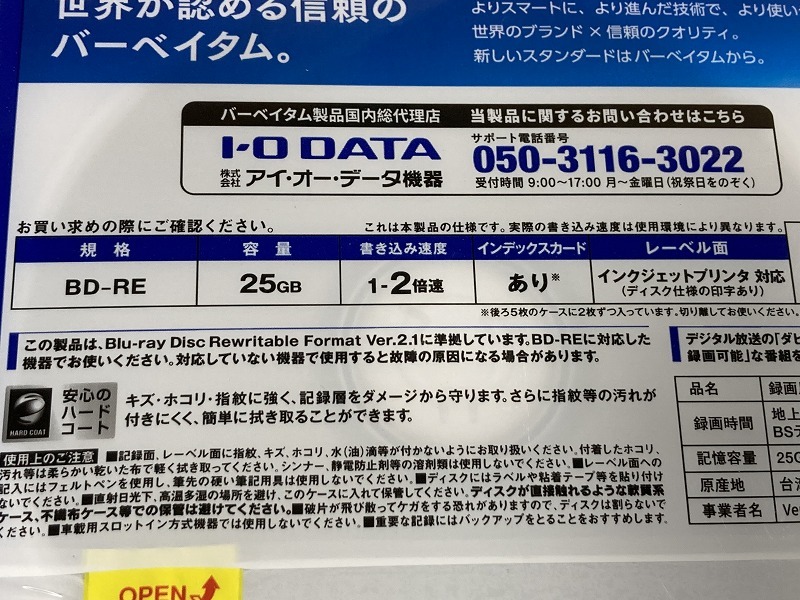 世界が認める信頼の
バーベイタム。
よりスマートに、より進んだ技術で、より使い
世界のブランド×信頼のクオリティ。
新しいスタンダードはバーベイタムから。
バーベイタム製品国内総代理店
I-O DATA
株式会社 アイ・オー・データ機器
当製品に関するお問い合わせはこちら
サポート電話番号
050-3116-3022
受付時間 9:00〜17:00 月〜金曜日(祝祭日をのぞく)
お買い求めの際にご確認ください。
これは本製品の仕様です。実際の書き込み速度は使用環境により異なります。
規格 容量 書き込み速度 インデックスカード レーベル面
BD-RE 25GB 1-2倍速 あり※ インクジェットプリンタ 対応
(ディスク仕様の印字あり)
※後ろ5枚のケースに2枚ずつ入っています。切り離してお使いください。
この製品は、Blu-ray Disc Rewritable Format Ver.2.1に準拠しています。BD-REに対応した
機器でお使いください。対応していない機器で使用すると故障の原因になる場合があります。
HARD COAT
安心の
ハード
コート
キズ・ホコリ・指紋に強く、記録層をダメージから守ります。さらに指紋等の汚れが
付きにくく、簡単に拭き取ることができます。
使用上のご注意 ■記録面、レーベル面に指紋、キズ、ホコリ、水(油)滴等が付かないようにお取り扱いください。付着したホコリ、
汚れ等は柔らかい乾いた布で軽く拭き取ってください。シンナー、静電防止剤等の溶剤類は使用しないでください。■レーベル面への
記入にはフェルトペンを使用し、筆先の硬い筆記用具は使用しないでください。■ディスクにはラベルや粘着テープ等を貼り付け
ないでください。■直射日光下、高温多湿の場所を避け、このケースに入れて保管してください。ディスクが直接触れるような軟質系
ケース、不織布ケース等での保管は避けてください。■破片が飛び散ってケガをする恐れがありますので、ディスクは割らないで
ください。■車載用スロットイン方式機器では使用しないでください。■重要な記録にはバックアップをとることをおすすめします。
デジタル放送の「ダビ
録画可能」な番組を
品名 録画
録画時間 地上
BSデ
記憶容量 25G
原産地 台湾
事業者名 Ve
OPEN